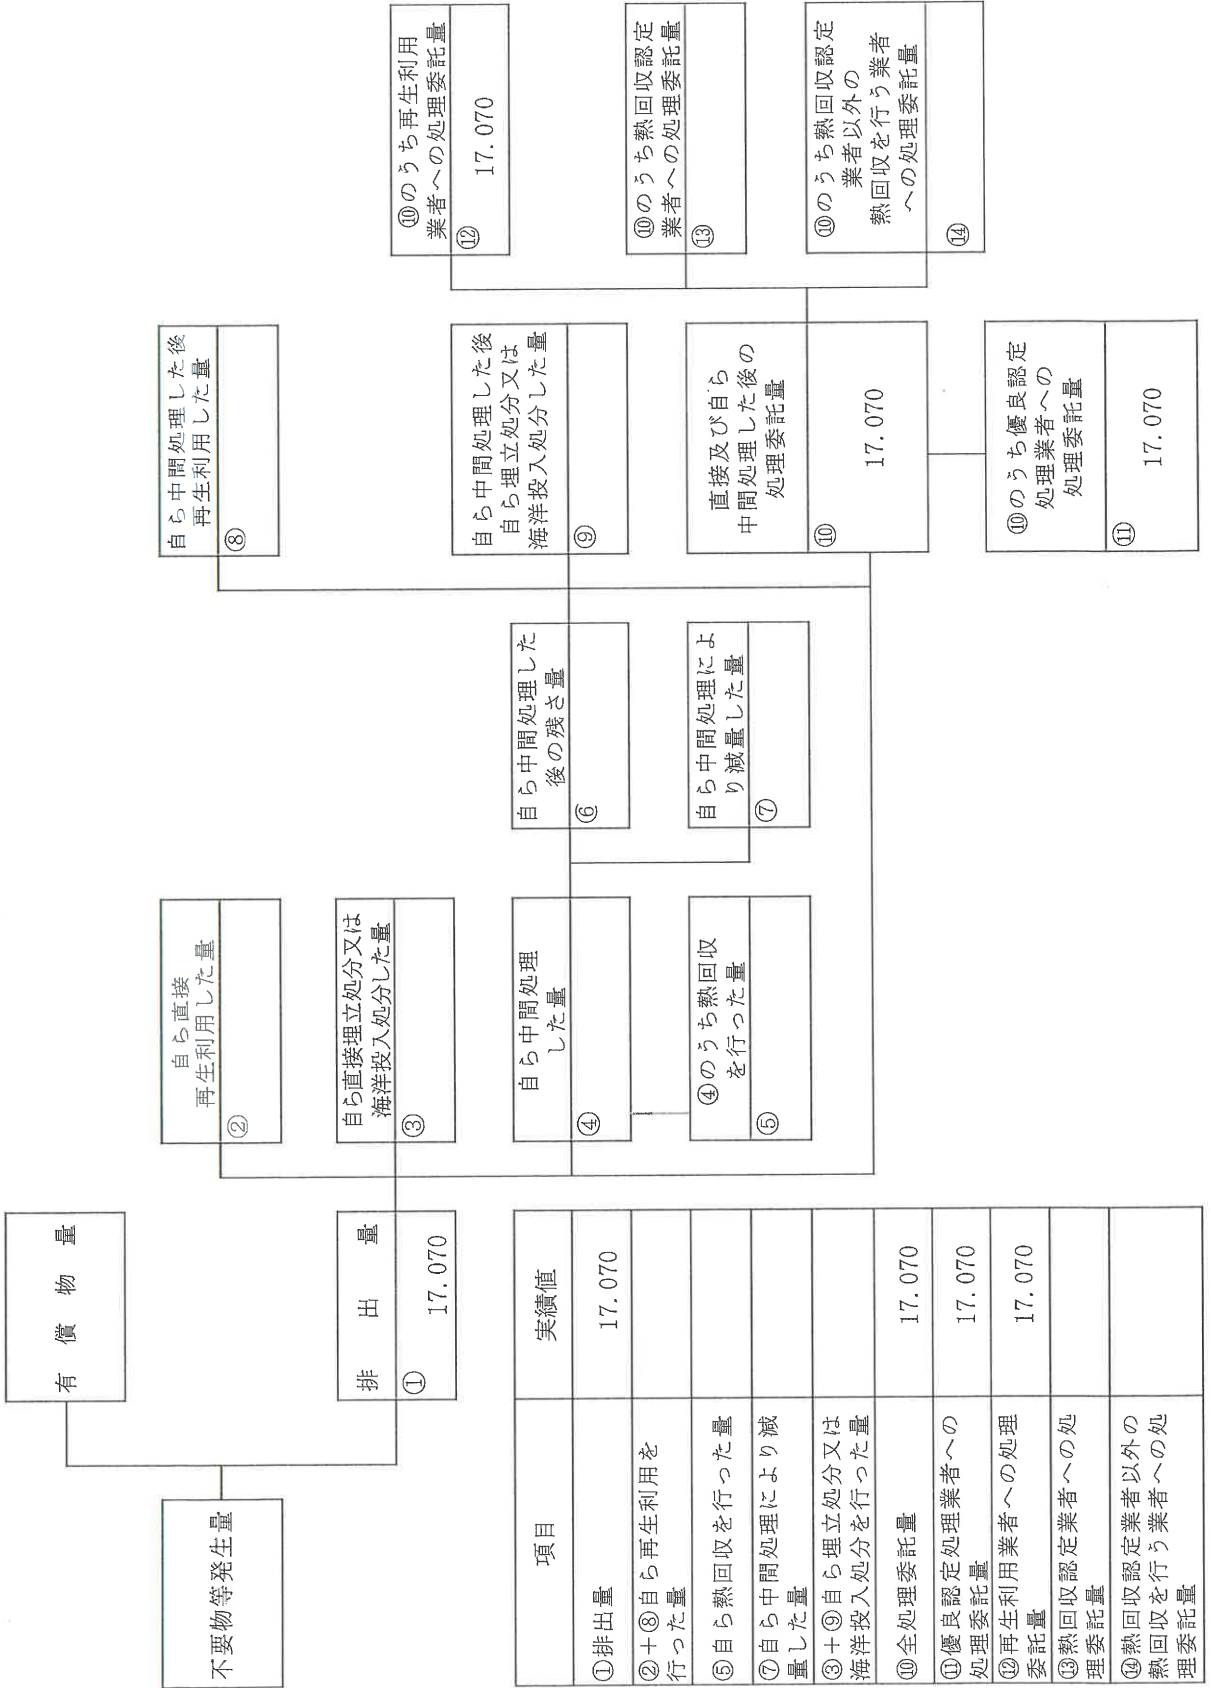 不要物等発生量
有償物量
排出量
① 17.070
自ら直接
再生利用した量
②
自ら直接埋立処分又は
海洋投入処分した量
③
自ら中間処理
した量
④
④のうち熱回収
を行った量
⑤
自ら中間処理した
後の残さ量
⑥
自ら中間処理によ
り減量した量
⑦
自ら中間処理した後
再生利用した量
⑧
自ら中間処理した後
自ら埋立処分又は
海洋投入処分した量
⑨
直接及び自ら
中間処理した後の
処理委託量
⑩
17.070
⑩のうち優良認定
処理業者への
処理委託量
⑪
17.070
⑩のうち再生利用
業者への処理委託量
⑫
17.070
⑩のうち熱回収認定
業者への処理委託量
⑬
⑩のうち熱回収認定
業者以外の
熱回収を行う業者
への処理委託量
⑭
項目 実績値
①排出量 17.070
②+⑧自ら再生利用を
行った量
⑤自ら熱回収を行った量
⑦自ら中間処理により減
量した量
③+⑨自ら埋立処分又は
海洋投入処分を行った量
⑩全処理委託量 17.070
⑪優良認定処理業者への
処理委託量 17.070
⑫再生利用業者への処理
委託量 17.070
⑬熱回収認定業者への処
理委託量
⑭熱回収認定業者以外の
熱回収を行う業者への処
理委託量